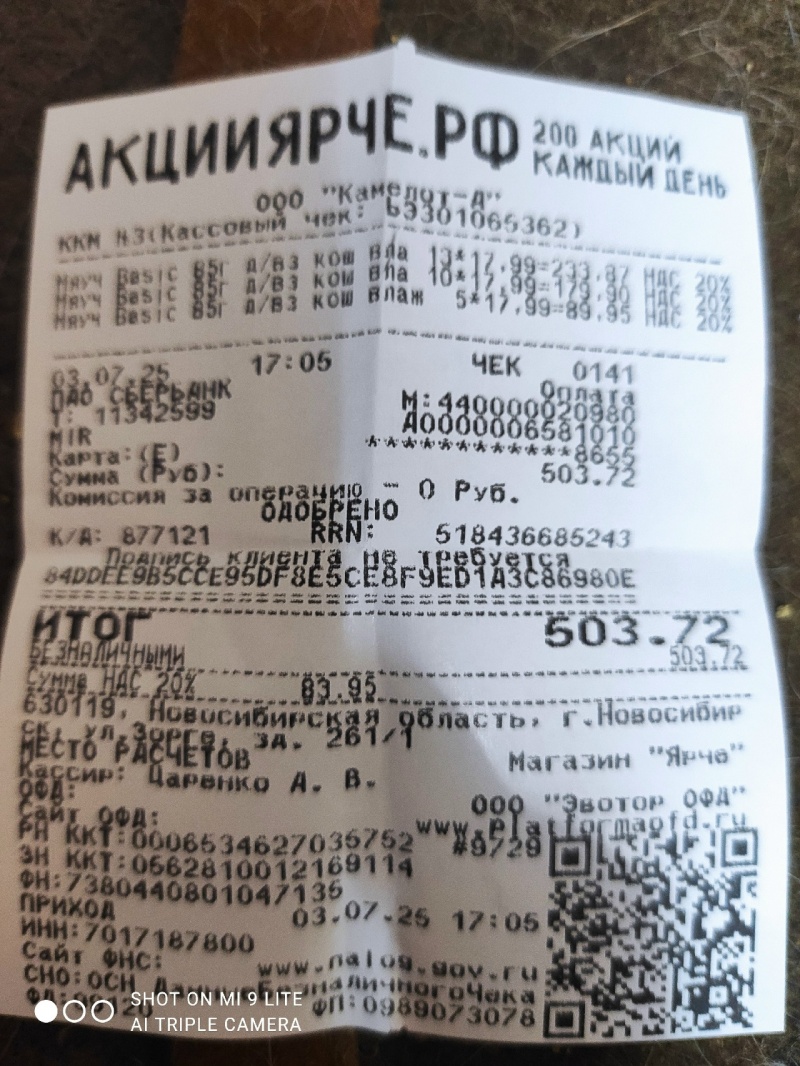 АКЦИИЯРЧЕ.РФ 200 АКЦИЙ КАЖДЫЙ ДЕНЬ
ООО "Камелот-А"
ККМ №3(Кассовый чек: Б3301065362)
Мяуч Basic 85г д/вз кош вла 13*17,99=233,87 НДС 20%
Мяуч Basic 85г д/вз кош вла 10*17,99=179,90 НДС 20%
Мяуч Basic 85г д/вз кош влаж 5*17,99=89,95 НДС 20%
03.07.25 17:05 ЧЕК 0141
ПАО СБЕРБАНК Оплата
Т: 11342599 М:440000020980
MIR A0000006581010
Карта:(E) ************8655
Сумма (Руб): 503.72
Комиссия за операцию - 0 Руб.
ОДОБРЕНО
К/Д: 877121 RRN: 518436685243
Подпись клиента не требуется
84DDEE9B5CCE95DF8E5CE8F9ED1A3C86980E
ИТОГ 503.72
БЕЗНАЛИЧНЫМИ 503.72
Сумма НДС 20% 83.95
630119, Новосибирская область, г.Новосибир
ск, ул.Зорге, зд. 261/1
МЕСТО РАСЧЕТОВ Магазин "Ярче"
Кассир: Царенко А. В.
ОФД: ООО "Эвотор ОФД"
Сайт ОФД: www.platformaofd.ru
РН ККТ:0006534627035752 #9729
ЗН ККТ:0562810012169114
ФН:7380440801047135
ПРИХОД 03.07.25 17:05
ИНН:7017187800
Сайт ФНС: www.nalog.gov.ru
СНО:ОСН ДанныеБезналичногоЧека
ФП:0989073078
SHOT ON MI 9 LITE
AI TRIPLE CAMERA